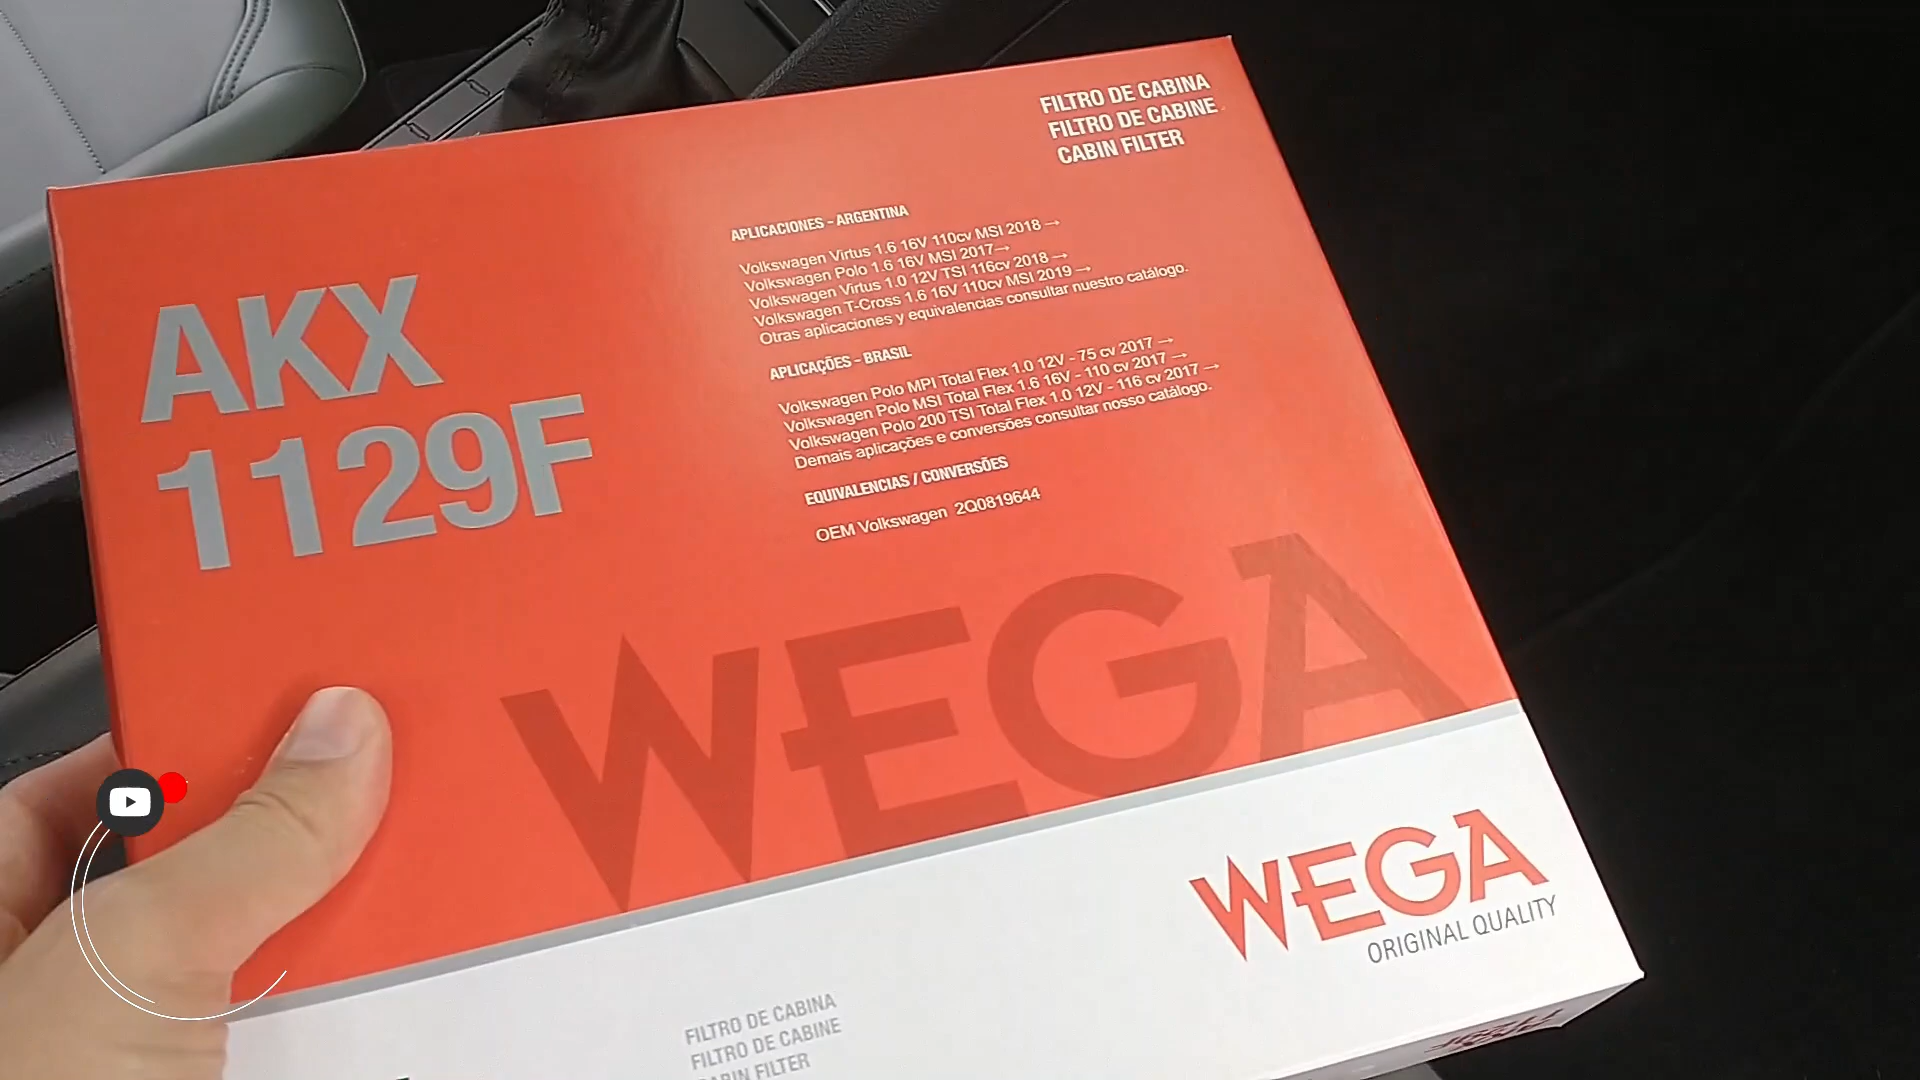 FILTRO DE CABINA
FILTRO DE CABINE
CABIN FILTER
AKX
1129F
APLICACIONES - ARGENTINA
Volkswagen Virtus 1.6 16V 110cv MSI 2018 →
Volkswagen Polo 1.6 16V MSI 2017→
Volkswagen Virtus 1.0 12V TSI 116cv 2018 →
Volkswagen T-Cross 1.6 16V 110cv MSI 2019 →
Otras aplicaciones y equivalencias consultar nuestro catálogo.
APLICAÇÕES - BRASIL
Volkswagen Polo MPI Total Flex 1.0 12V - 75 cv 2017 →
Volkswagen Polo MSI Total Flex 1.6 16V - 110 cv 2017 →
Volkswagen Polo 200 TSI Total Flex 1.0 12V - 116 cv 2017 →
Demais aplicações e conversões consultar nosso catálogo.
EQUIVALENCIAS / CONVERSÕES
OEM Volkswagen 2Q0819644
WEGA
WEGA
ORIGINAL QUALITY
FILTRO DE CABINA
FILTRO DE CABINE
CABIN FILTER